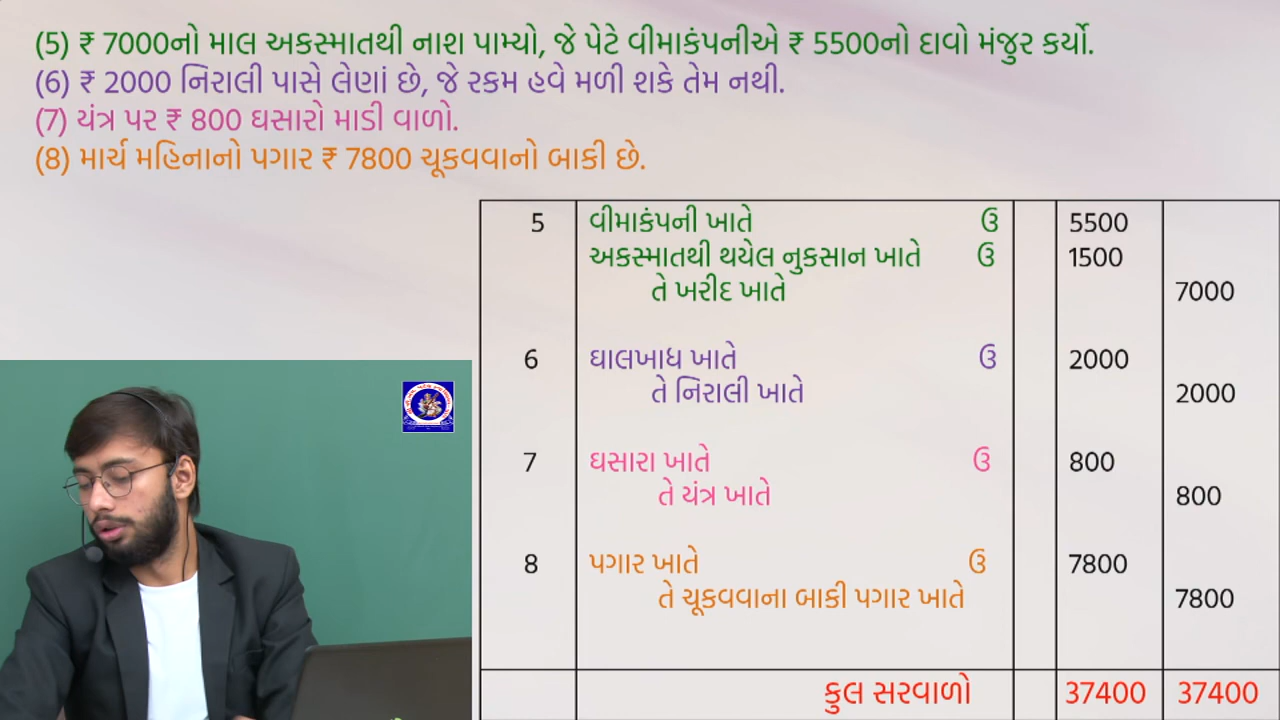 (5) ₹ 7000નો માલ અકસ્માતથી નાશ પામ્યો, જે પેટે વીમાકંપનીએ ₹ 5500નો દાવો મંજુર કર્યો.
(6) ₹ 2000 નિરાલી પાસે લેણાં છે, જે રકમ હવે મળી શકે તેમ નથી.
(7) યંત્ર પર ₹ 800 ઘસારો માડી વાળો.
(8) માર્ચ મહિનાનો પગાર ₹ 7800 ચૂકવવાનો બાકી છે.
5 વીમાકંપની ખાતે ઉ 5500
અકસ્માતથી થયેલ નુકસાન ખાતે ઉ 1500
તે ખરીદ ખાતે 7000
6 ઘાલખાધ ખાતે ઉ 2000
તે નિરાલી ખાતે 2000
7 ઘસારા ખાતે ઉ 800
તે યંત્ર ખાતે 800
8 પગાર ખાતે ઉ 7800
તે ચૂકવવાના બાકી પગાર ખાતે 7800
કુલ સરવાળો 37400 37400